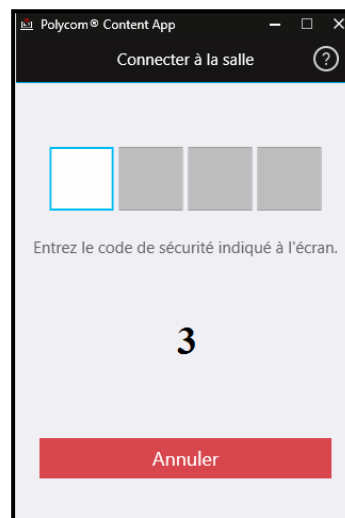 Polycom® Content App
Connecter à la salle
?
Entrez le code de sécurité indiqué à l'écran.
3
Annuler